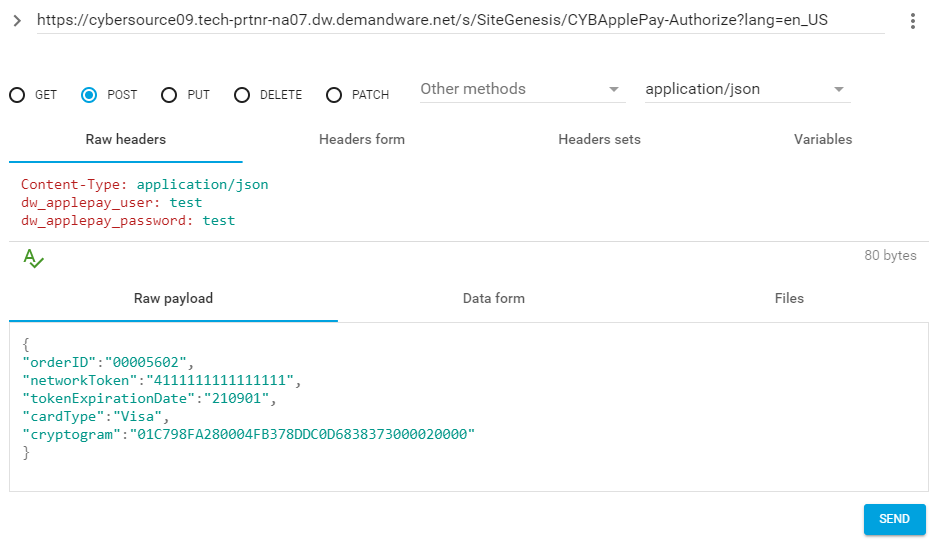 https://cybersource09.tech-prtnr-na07.dw.demandware.net/s/SiteGenesis/CYBApplePay-Authorize?lang=en_US
GET POST PUT DELETE PATCH Other methods application/json
Raw headers Headers form Headers sets Variables
Content-Type: application/json
dw_applepay_user: test
dw_applepay_password: test
80 bytes
Raw payload Data form Files
{
"orderID":"00005602",
"networkToken":"4111111111111111",
"tokenExpirationDate":"210901",
"cardType":"Visa",
"cryptogram":"01C798FA280004FB378DDC0D6838373000020000"
}
SEND